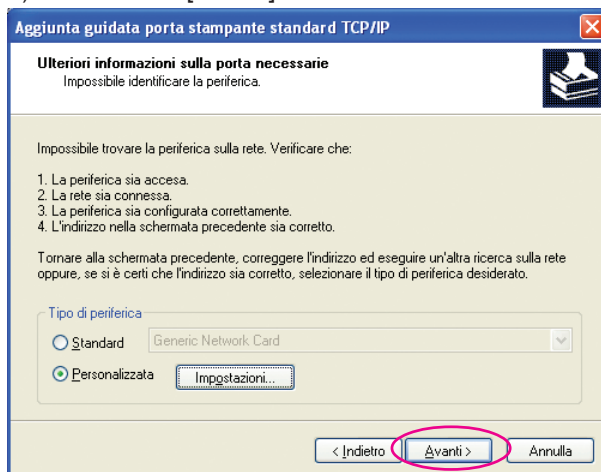 Aggiunta guidata porta stampante standard TCP/IP
Ulteriori informazioni sulla porta necessarie
Impossibile identificare la periferica.
Impossibile trovare la periferica sulla rete. Verificare che:
1. La periferica sia accesa.
2. La rete sia connessa.
3. La periferica sia configurata correttamente.
4. L'indirizzo nella schermata precedente sia corretto.
Tornare alla schermata precedente, correggere l'indirizzo ed eseguire un'altra ricerca sulla rete
oppure, se si è certi che l'indirizzo sia corretto, selezionare il tipo di periferica desiderato.
Tipo di periferica
Standard Generic Network Card
Personalizzata Impostazioni...
< Indietro Avanti > Annulla